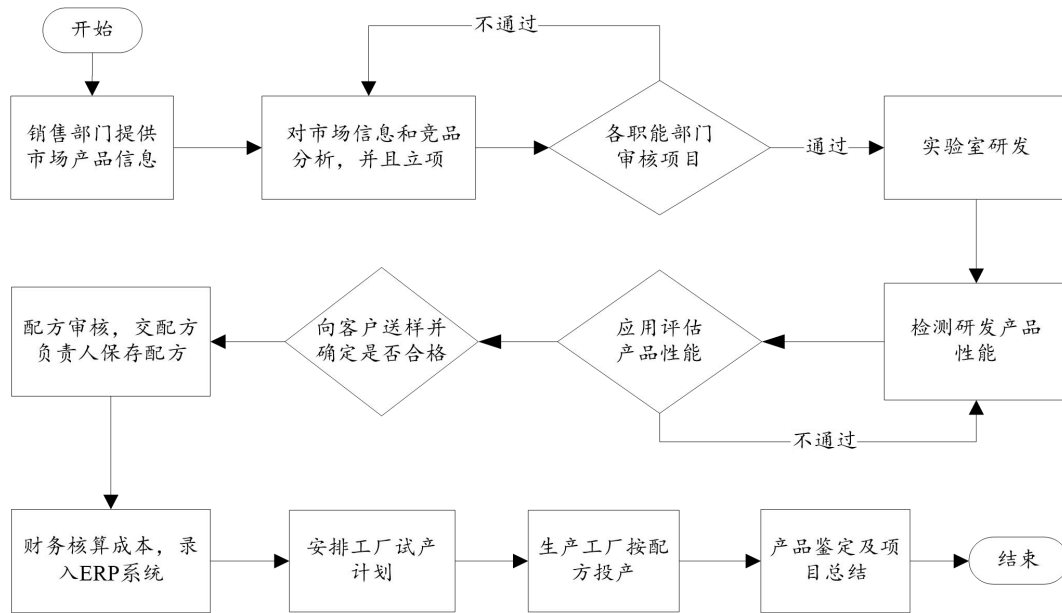 开始
不通过
销售部门提供
市场产品信息
对市场信息和竞品
分析，并且立项
各职能部门
审核项目
通过
实验室研发
配方审核，交配方
负责人保存配方
向客户送样并
确定是否合格
应用评估
产品性能
检测研发产品
性能
不通过
财务核算成本，录
入ERP系统
安排工厂试产
计划
生产工厂按配
方投产
产品鉴定及项
目总结
结束